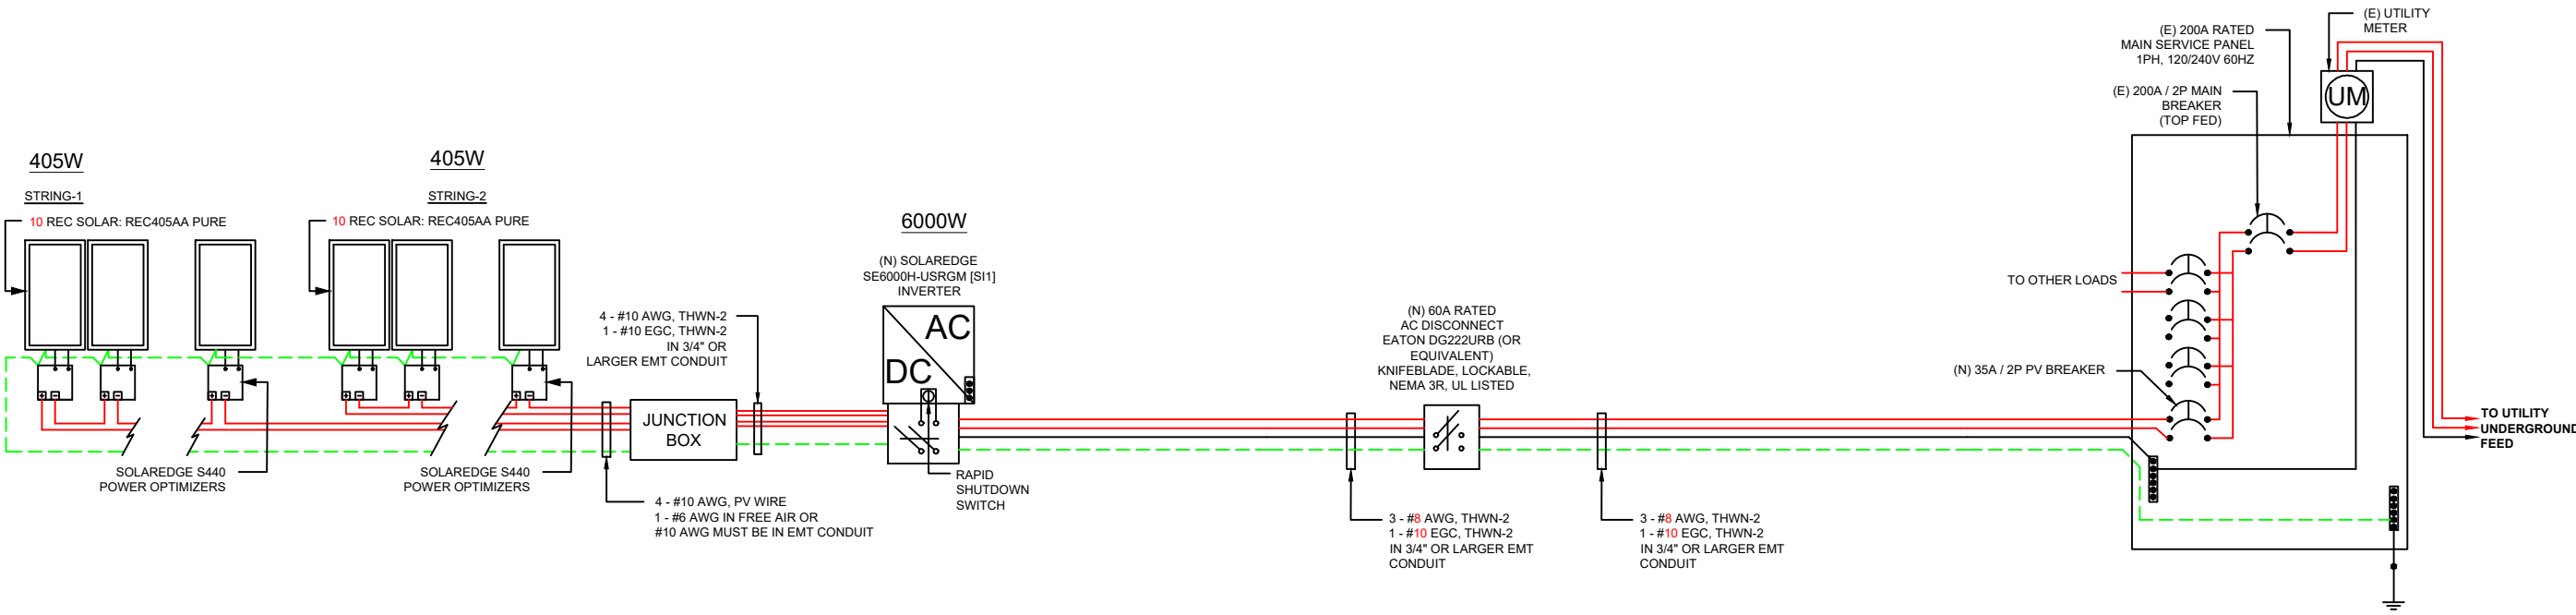 405W
STRING-1
10 REC SOLAR: REC405AA PURE
SOLAREDGE S440
POWER OPTIMIZERS
405W
STRING-2
10 REC SOLAR: REC405AA PURE
SOLAREDGE S440
POWER OPTIMIZERS
4 - #10 AWG, THWN-2
1 - #10 EGC, THWN-2
IN 3/4" OR
LARGER EMT CONDUIT
JUNCTION
BOX
4 - #10 AWG, PV WIRE
1 - #6 AWG IN FREE AIR OR
#10 AWG MUST BE IN EMT CONDUIT
6000W
(N) SOLAREDGE
SE6000H-USRGM [SI1]
INVERTER
AC
DC
RAPID
SHUTDOWN
SWITCH
(N) 60A RATED
AC DISCONNECT
EATON DG222URB (OR
EQUIVALENT)
KNIFEBLADE, LOCKABLE,
NEMA 3R, UL LISTED
3 - #8 AWG, THWN-2
1 - #10 EGC, THWN-2
IN 3/4" OR LARGER EMT
CONDUIT
3 - #8 AWG, THWN-2
1 - #10 EGC, THWN-2
IN 3/4" OR LARGER EMT
CONDUIT
(E) UTILITY
METER
(E) 200A RATED
MAIN SERVICE PANEL
1PH, 120/240V 60HZ
(E) 200A / 2P MAIN
BREAKER
(TOP FED)
UM
TO OTHER LOADS
(N) 35A / 2P PV BREAKER
TO UTILITY
UNDERGROUND
FEED